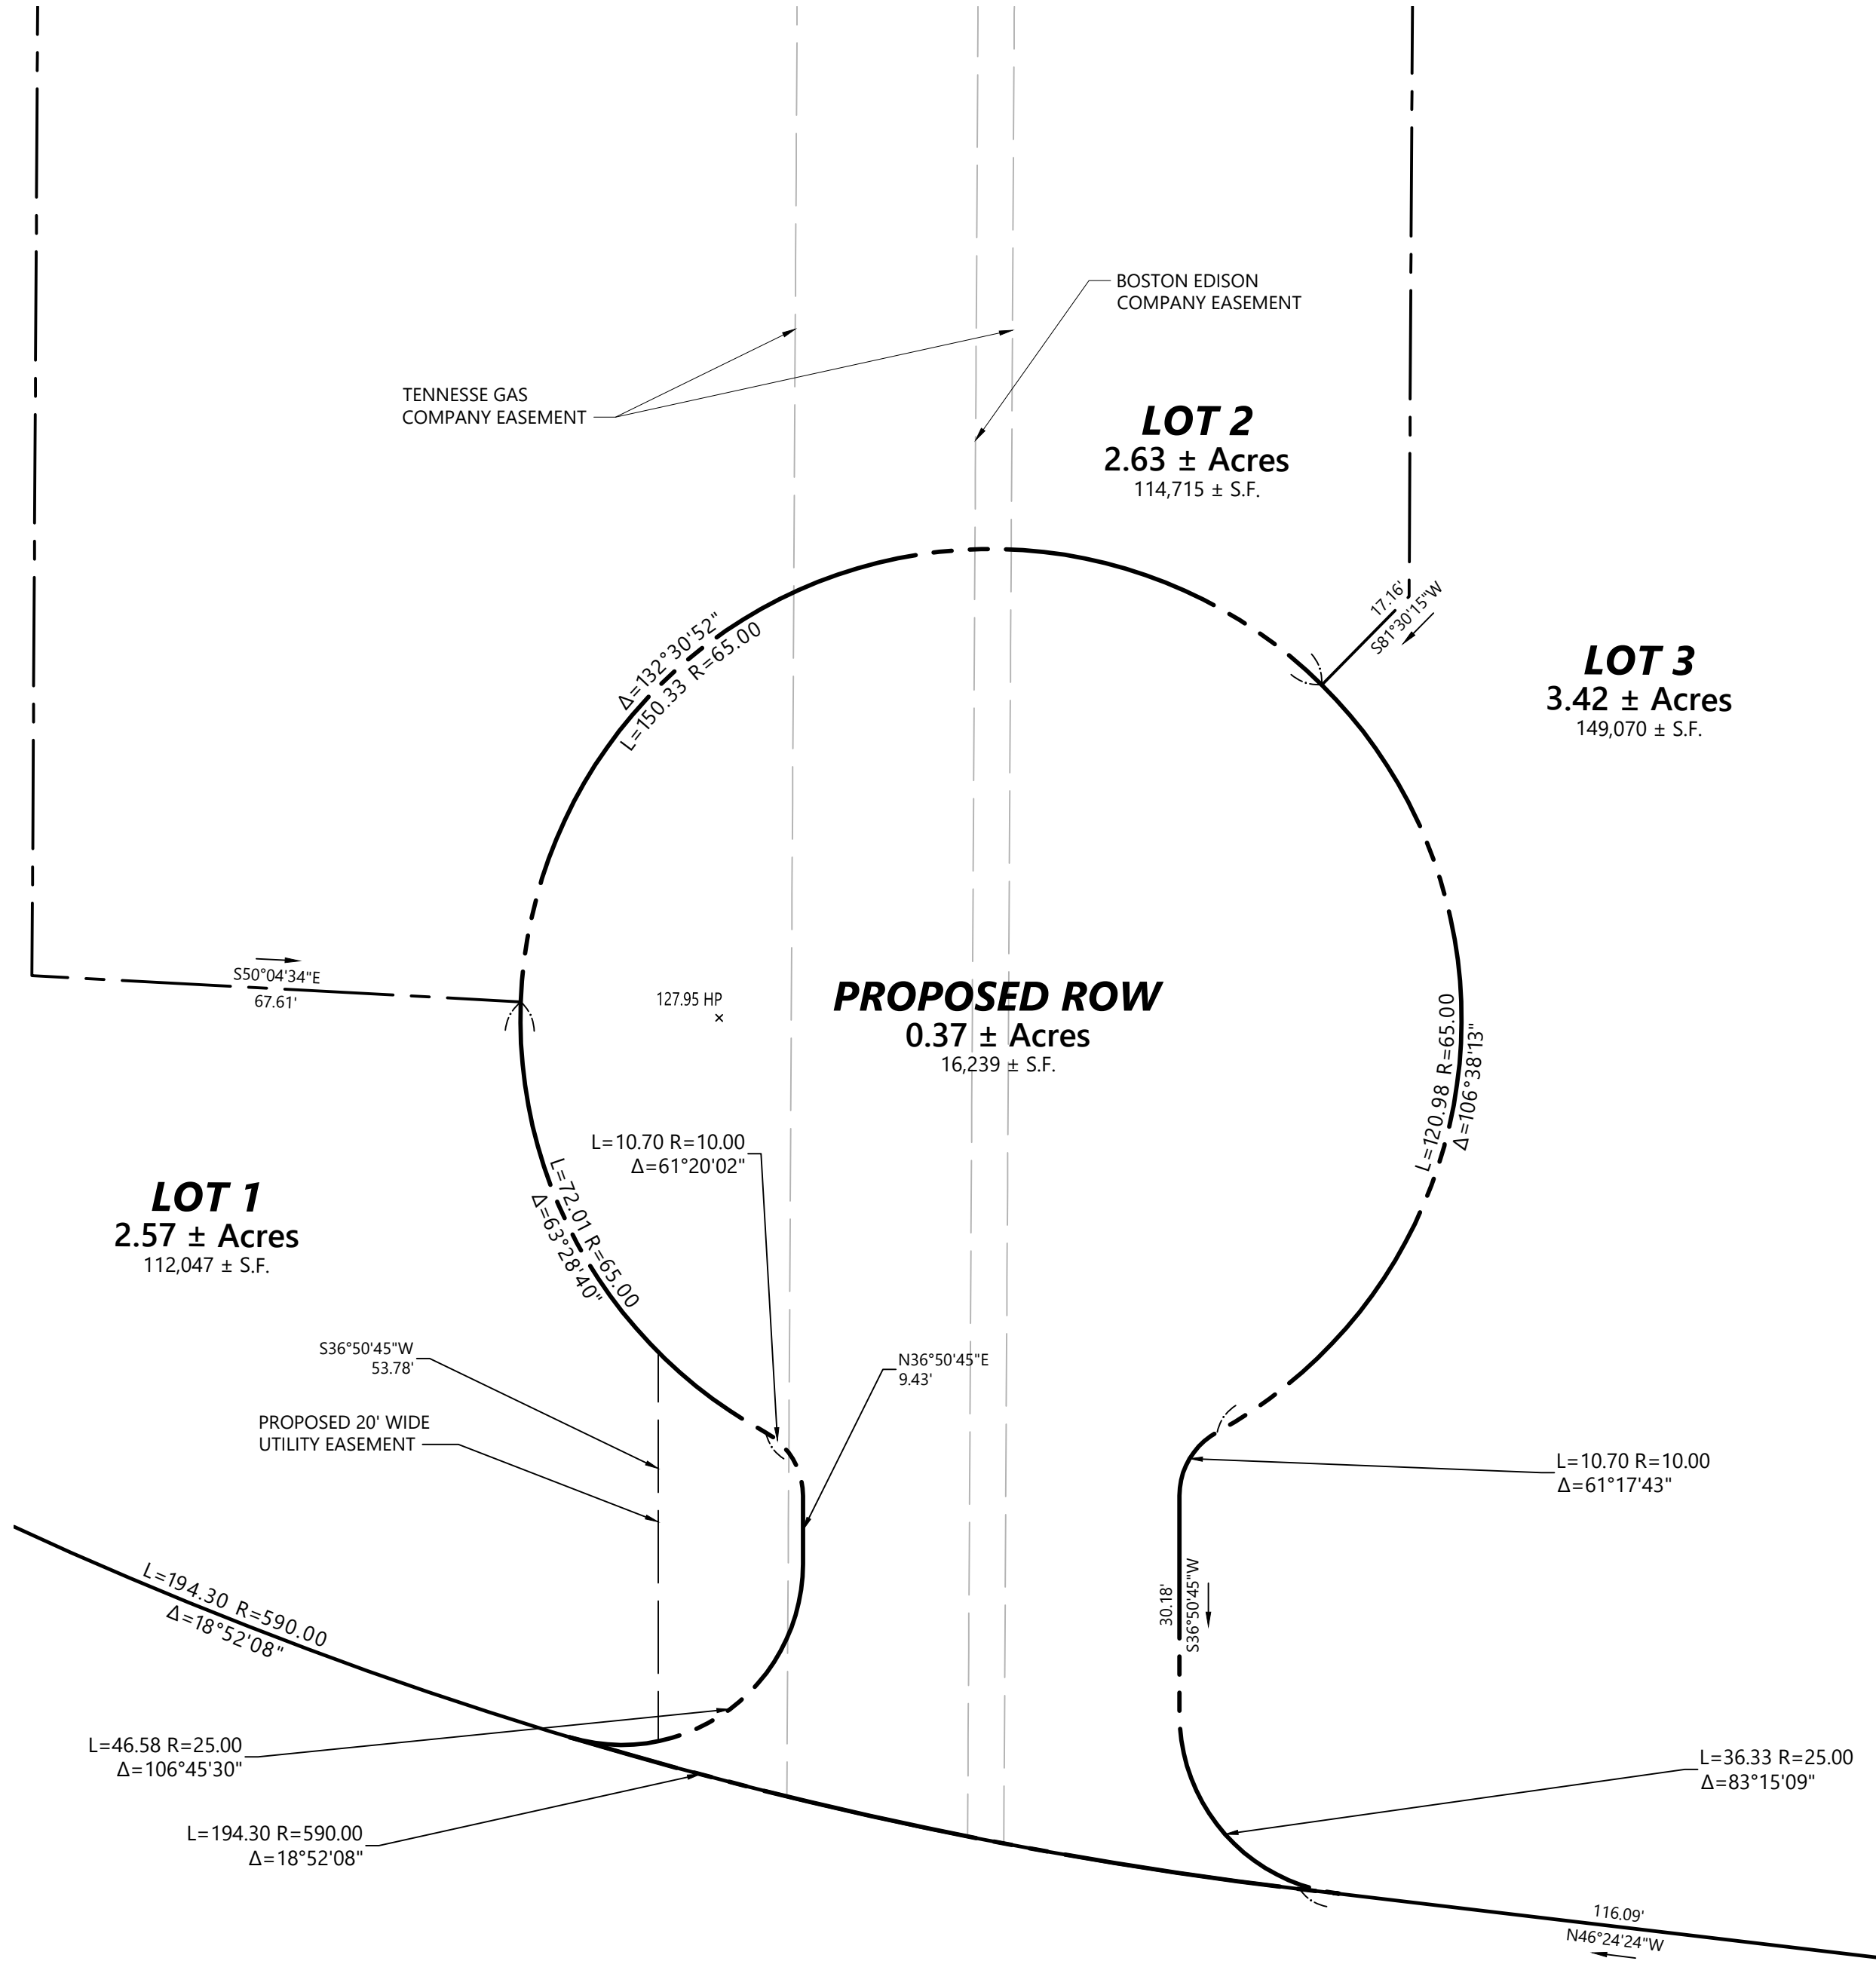 BOSTON EDISON
COMPANY EASEMENT
TENNESSE GAS
COMPANY EASEMENT
LOT 2
2.63 ± Acres
114,715 ± S.F.
17.16'
S81°30'15"W
Δ=132°30'52"
L=150.33 R=65.00
LOT 3
3.42 ± Acres
149,070 ± S.F.
S50°04'34"E
67.61'
127.95 HP
×
PROPOSED ROW
0.37 ± Acres
16,239 ± S.F.
L=120.98 R=65.00
Δ=106°38'13"
L=10.70 R=10.00
Δ=61°20'02"
LOT 1
2.57 ± Acres
112,047 ± S.F.
L=72.01 R=65.00
Δ=63°28'40"
S36°50'45"W
53.78'
N36°50'45"E
9.43'
PROPOSED 20' WIDE
UTILITY EASEMENT
L=10.70 R=10.00
Δ=61°17'43"
30.18'
S36°50'45"W
L=194.30 R=590.00
Δ=18°52'08"
L=46.58 R=25.00
Δ=106°45'30"
L=36.33 R=25.00
Δ=83°15'09"
L=194.30 R=590.00
Δ=18°52'08"
116.09'
N46°24'24"W